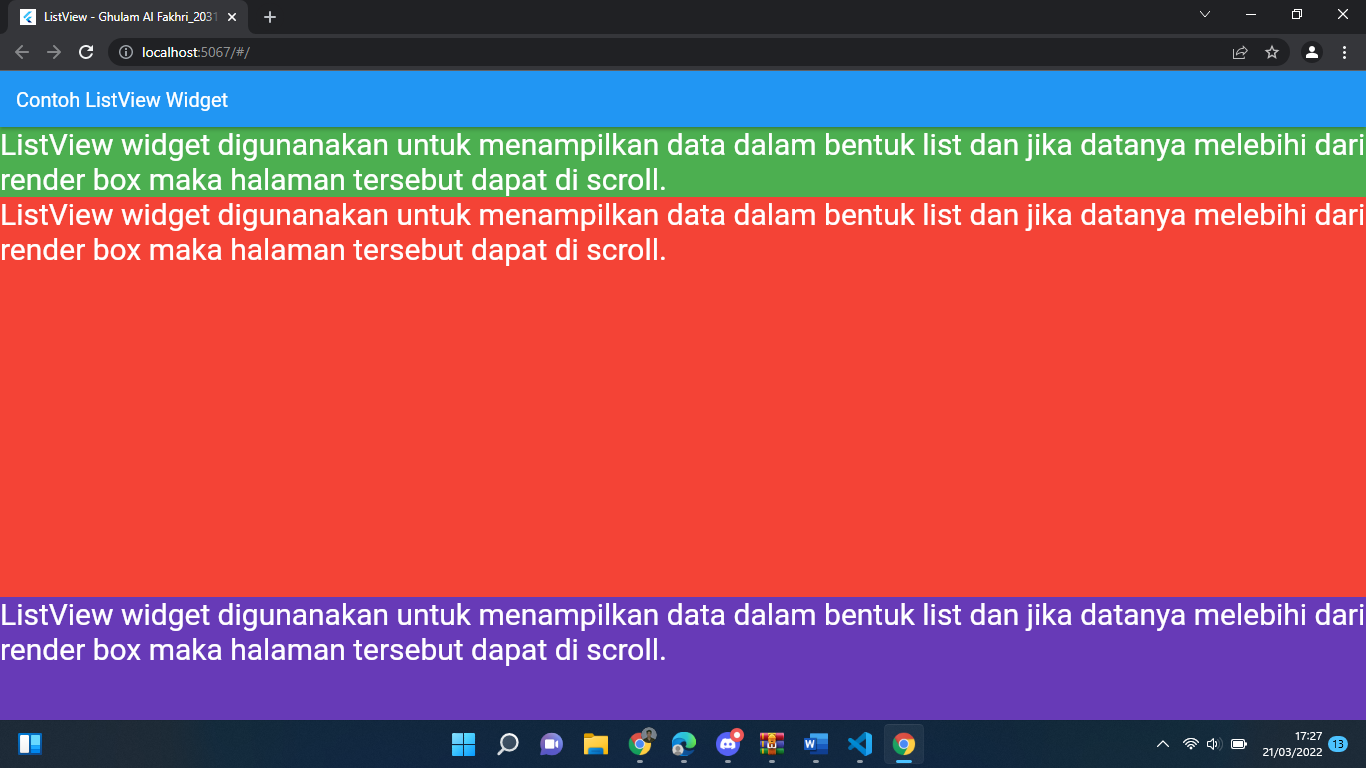 ListView - Ghulam Al Fakhri_2031
localhost:5067/#/
Contoh ListView Widget
ListView widget digunanakan untuk menampilkan data dalam bentuk list dan jika datanya melebihi dari
render box maka halaman tersebut dapat di scroll.
ListView widget digunanakan untuk menampilkan data dalam bentuk list dan jika datanya melebihi dari
render box maka halaman tersebut dapat di scroll.
ListView widget digunanakan untuk menampilkan data dalam bentuk list dan jika datanya melebihi dari
render box maka halaman tersebut dapat di scroll.
17:27
21/03/2022
13